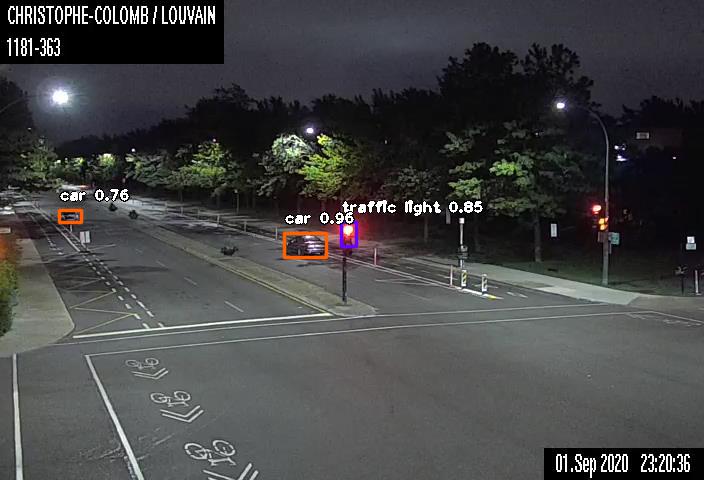 CHRISTOPHE-COLOMB / LOUVAIN
1181-363
car 0.76
car 0.96
traffic light 0.85
01.Sep 2020 23:20:36